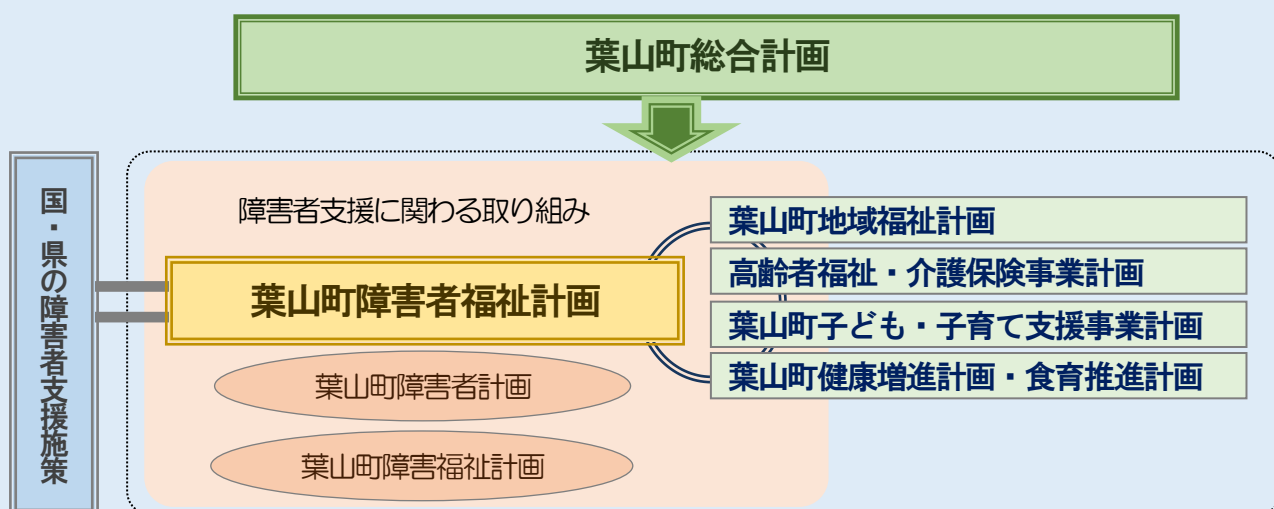 葉山町総合計画
国・県の障害者支援施策
障害者支援に関わる取り組み
葉山町障害者福祉計画
葉山町障害者計画
葉山町障害福祉計画
葉山町地域福祉計画
高齢者福祉・介護保険事業計画
葉山町子ども・子育て支援事業計画
葉山町健康増進計画・食育推進計画